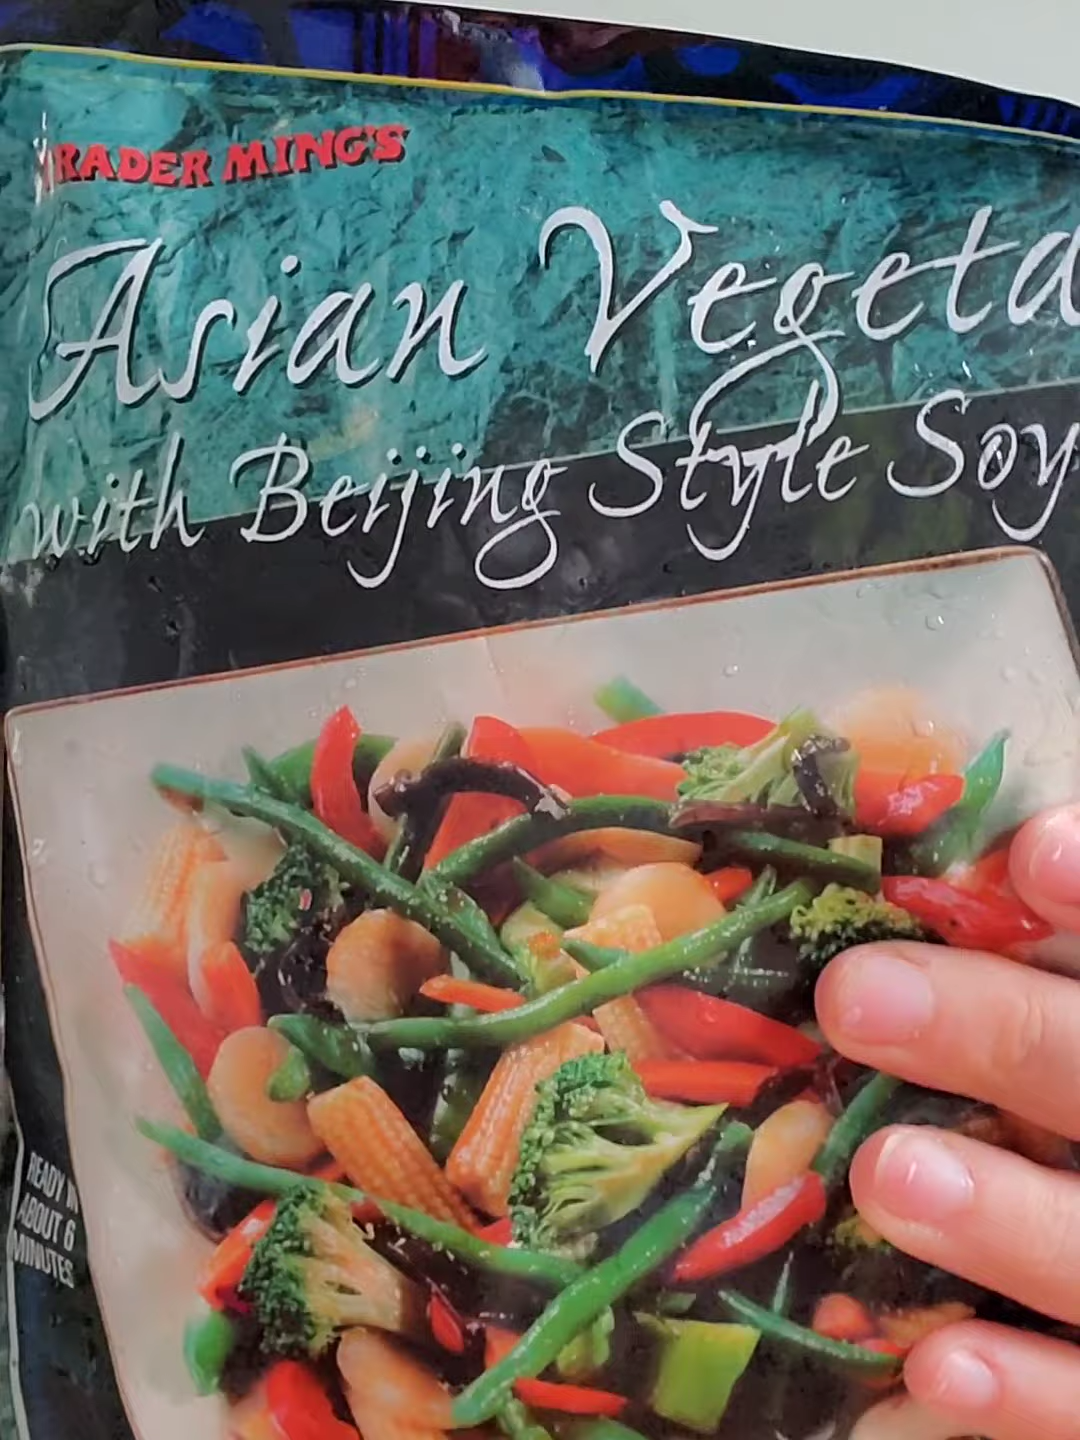 TRADER MING'S
Asian Vegeta
with Beijing Style Soy
READY IN
ABOUT 6
MINUTES